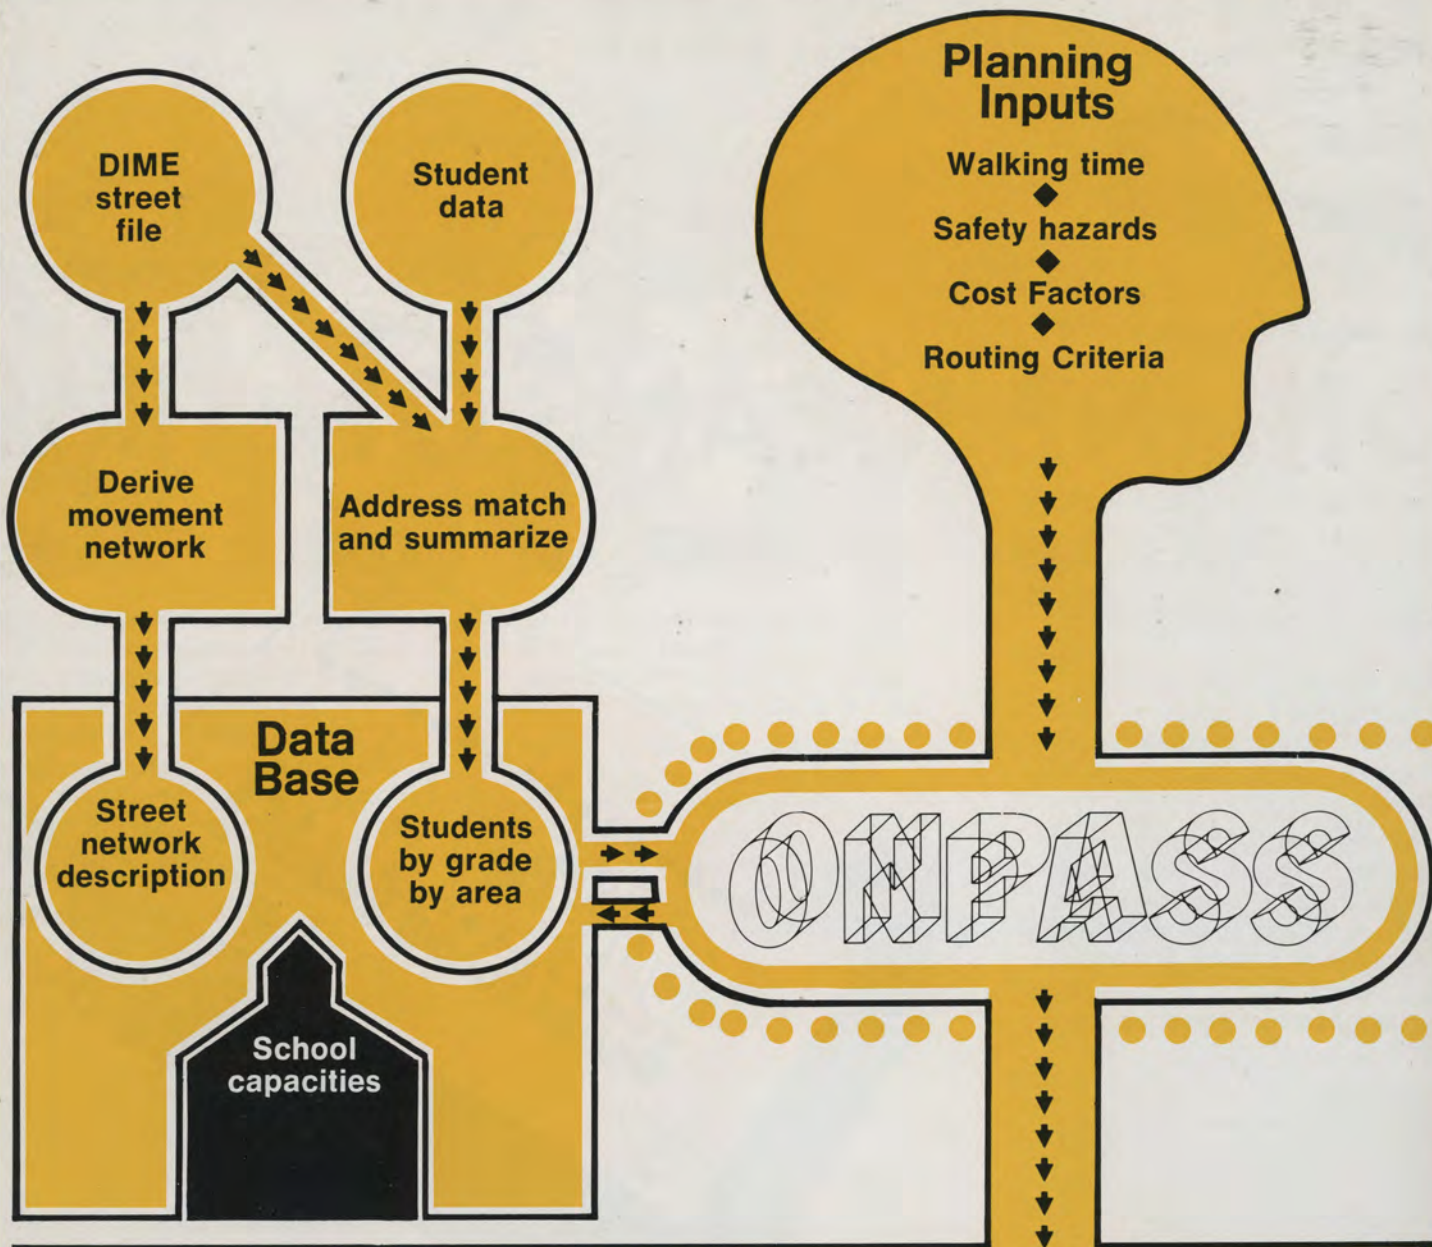 DIME
street
file
Student
data
Planning
Inputs
Walking time
Safety hazards
Cost Factors
Routing Criteria
Derive
movement
network
Address match
and summarize
Data
Base
Street
network
description
Students
by grade
by area
ONPASS
School
capacities